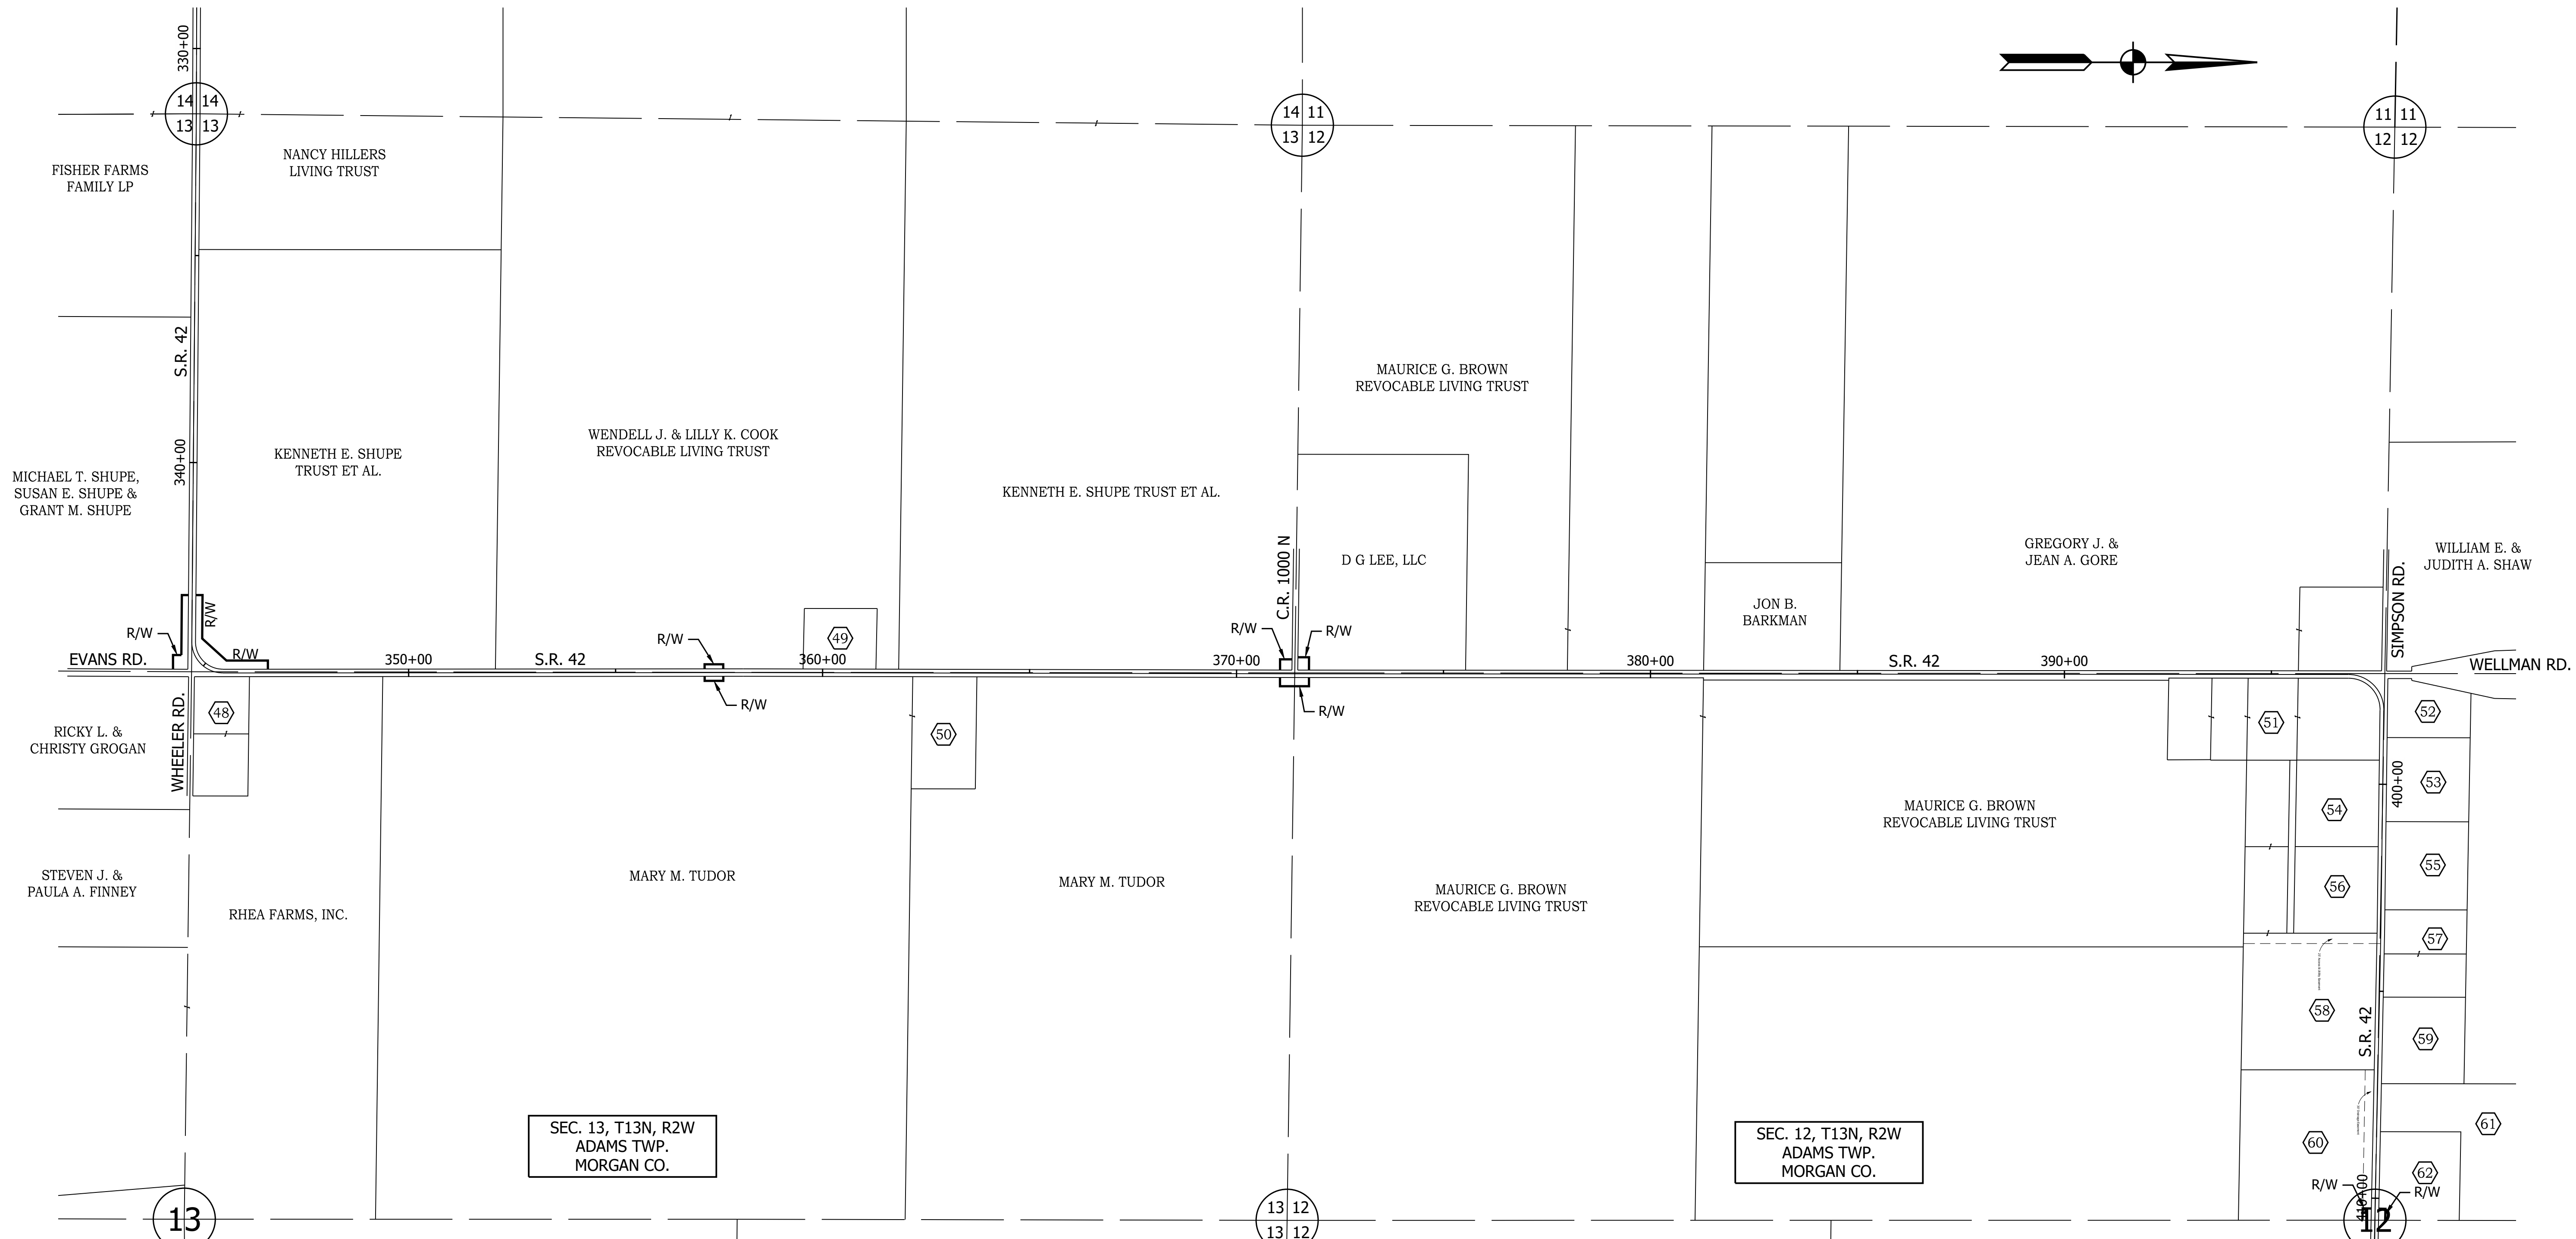 330+00
14 14
13 13
14 11
13 12
11 11
12 12
FISHER FARMS
FAMILY LP
NANCY HILLERS
LIVING TRUST
S.R. 42
340+00
MAURICE G. BROWN
REVOCABLE LIVING TRUST
WENDELL J. & LILLY K. COOK
REVOCABLE LIVING TRUST
KENNETH E. SHUPE
TRUST ET AL.
MICHAEL T. SHUPE,
SUSAN E. SHUPE &
GRANT M. SHUPE
KENNETH E. SHUPE TRUST ET AL.
C.R. 1000 N
D G LEE, LLC
GREGORY J. &
JEAN A. GORE
WILLIAM E. &
JUDITH A. SHAW
SIMPSON RD.
JON B.
BARKMAN
R/W
R/W
R/W
R/W
49
R/W
R/W
EVANS RD.
350+00
S.R. 42
360+00
370+00
380+00
S.R. 42
390+00
WELLMAN RD.
R/W
R/W
48
50
51
52
WHEELER RD.
RICKY L. &
CHRISTY GROGAN
400+00
53
54
MAURICE G. BROWN
REVOCABLE LIVING TRUST
55
56
STEVEN J. &
PAULA A. FINNEY
MARY M. TUDOR
MARY M. TUDOR
MAURICE G. BROWN
REVOCABLE LIVING TRUST
RHEA FARMS, INC.
57
58
S.R. 42
59
61
60
62
SEC. 13, T13N, R2W
ADAMS TWP.
MORGAN CO.
SEC. 12, T13N, R2W
ADAMS TWP.
MORGAN CO.
R/W
R/W
410+00
13
13 12
13 12
12